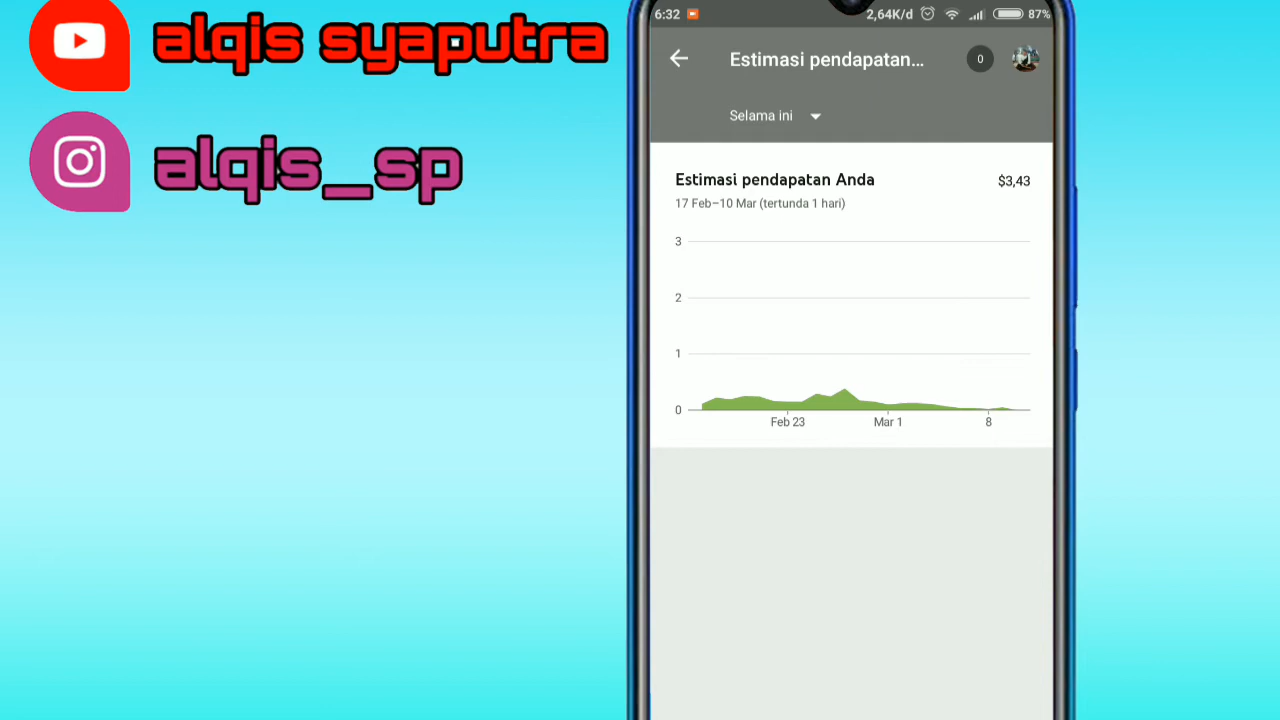 alqis syaputra
alqis_sp
6:32 2,64K/d 87%
Estimasi pendapatan... 0
Selama ini
Estimasi pendapatan Anda $3,43
17 Feb–10 Mar (tertunda 1 hari)
3
2
1
0
Feb 23 Mar 1 8